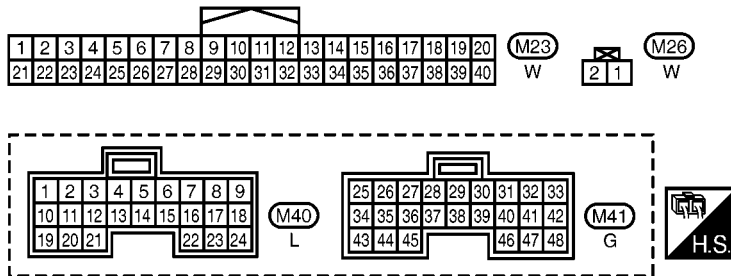 1 2 3 4 5 6 7 8 9 10 11 12 13 14 15 16 17 18 19 20 M23
21 22 23 24 25 26 27 28 29 30 31 32 33 34 35 36 37 38 39 40 W
2 1 M26
W
1 2 3 4 5 6 7 8 9
10 11 12 13 14 15 16 17 18 M40
19 20 21 22 23 24 L
25 26 27 28 29 30 31 32 33
34 35 36 37 38 39 40 41 42 M41
43 44 45 46 47 48 G
H.S.